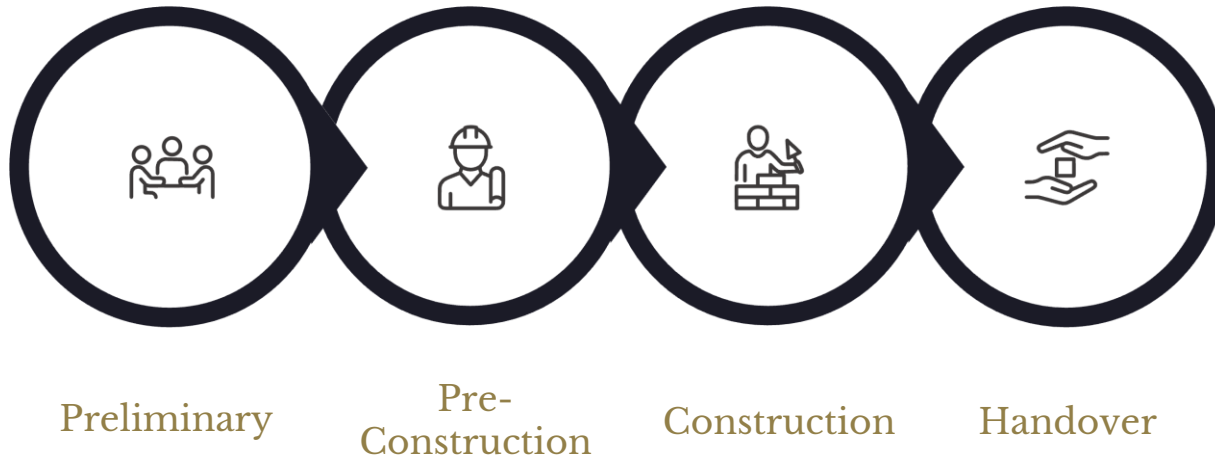 Preliminary
Pre-
Construction
Construction
Handover